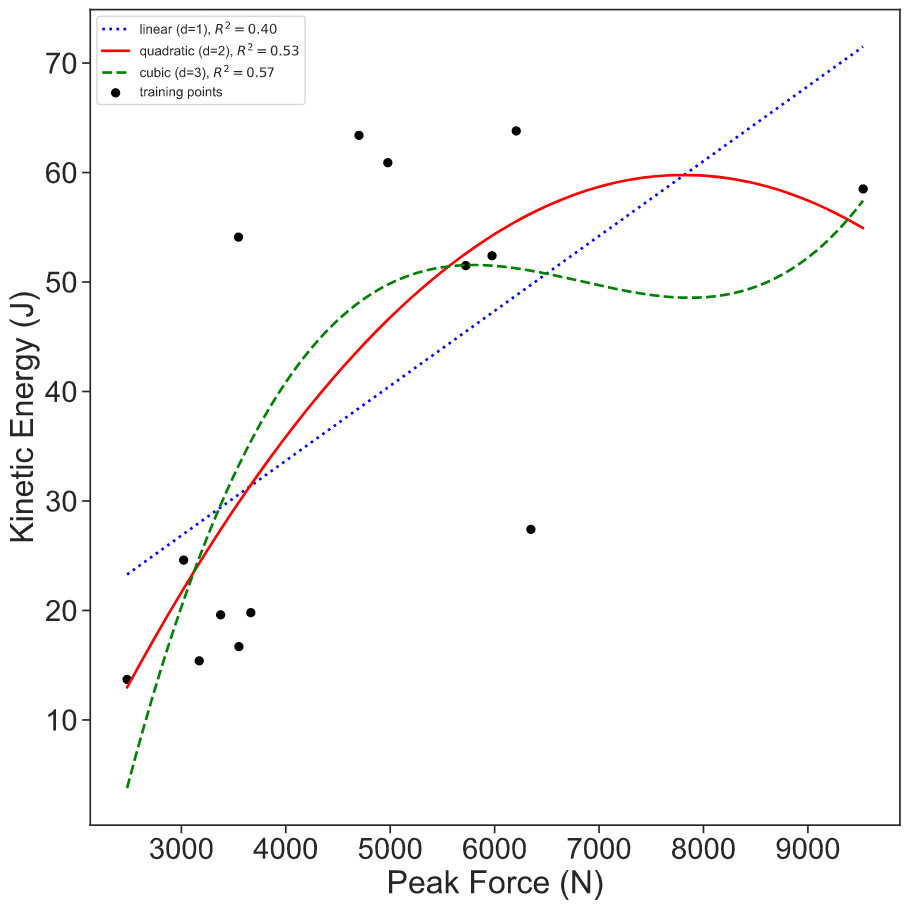 linear (d=1), R² = 0.40
quadratic (d=2), R² = 0.53
cubic (d=3), R² = 0.57
training points
70
60
50
40
30
20
10
Kinetic Energy (J)
3000 4000 5000 6000 7000 8000 9000
Peak Force (N)